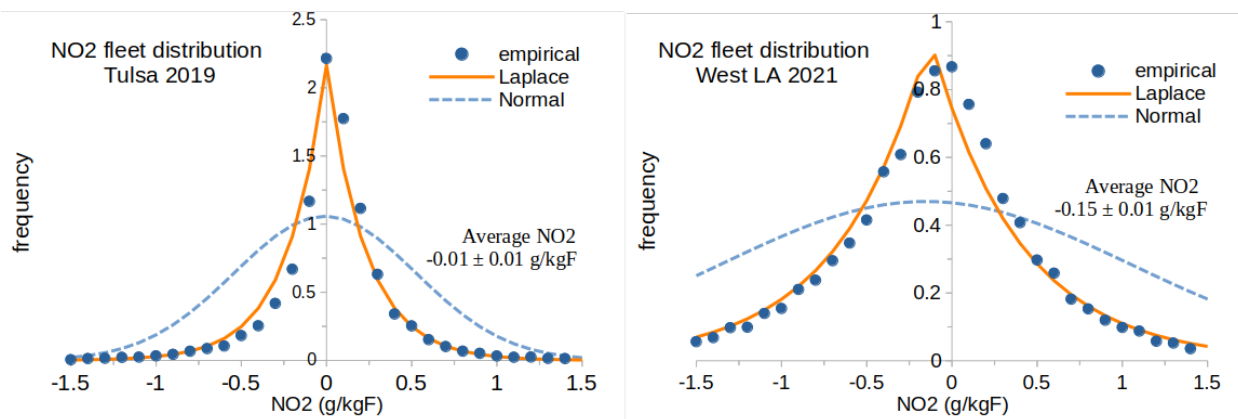 NO2 fleet distribution
Tulsa 2019
empirical
Laplace
Normal
2.5
2
1.5
1
0.5
0
frequency
Average NO2
-0.01 ± 0.01 g/kgF
-1.5
-1
-0.5
0
0.5
1
1.5
NO2 (g/kgF)
NO2 fleet distribution
West LA 2021
empirical
Laplace
Normal
1
0.8
0.6
0.4
0.2
0
frequency
Average NO2
-0.15 ± 0.01 g/kgF
-1.5
-1
-0.5
0
0.5
1
1.5
NO2 (g/kgF)